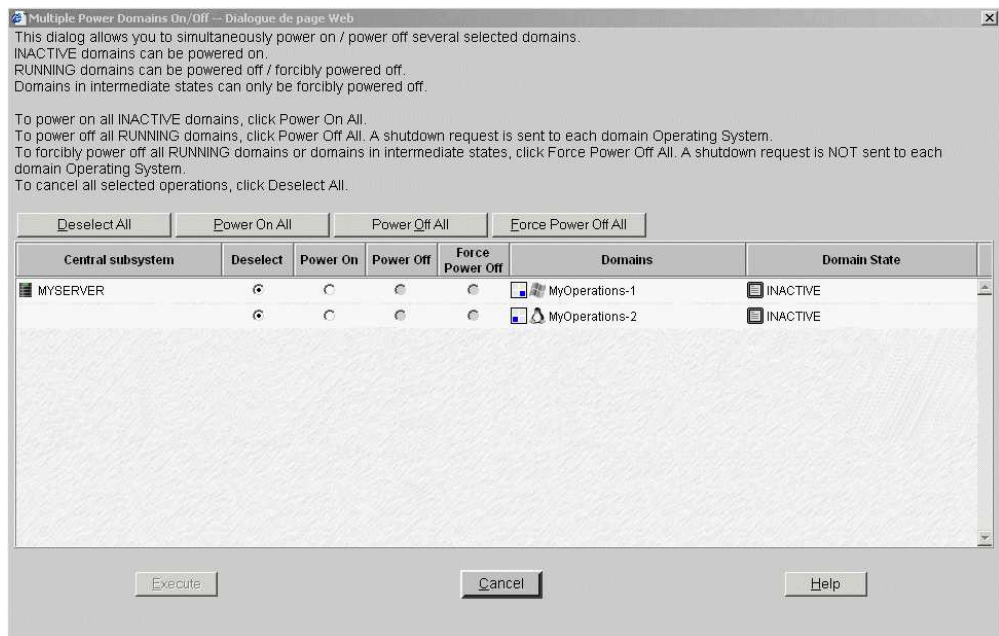 Multiple Power Domains On/Off -- Dialogue de page Web
This dialog allows you to simultaneously power on / power off several selected domains.
INACTIVE domains can be powered on.
RUNNING domains can be powered off / forcibly powered off.
Domains in intermediate states can only be forcibly powered off.
To power on all INACTIVE domains, click Power On All.
To power off all RUNNING domains, click Power Off All. A shutdown request is sent to each domain Operating System.
To forcibly power off all RUNNING domains or domains in intermediate states, click Force Power Off All. A shutdown request is NOT sent to each
domain Operating System.
To cancel all selected operations, click Deselect All.
Deselect All Power On All Power Off All Force Power Off All
Central subsystem Deselect Power On Power Off Force Power Off Domains Domain State
MYSERVER MyOperations-1 INACTIVE
MyOperations-2 INACTIVE
Execute Cancel Help